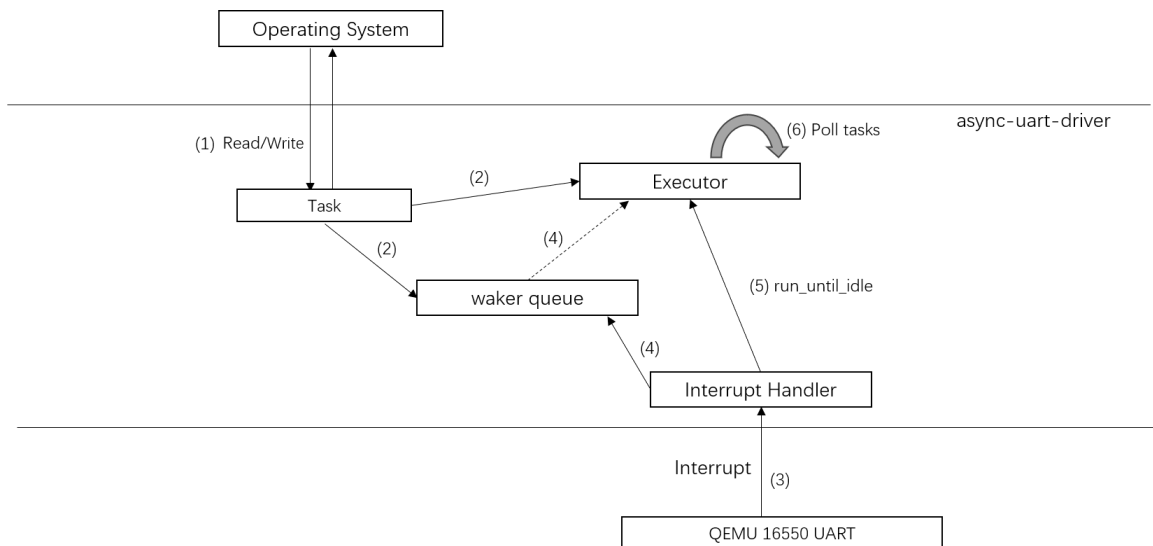 Operating System
async-uart-driver
(6) Poll tasks
(1) Read/Write
Executor
(2)
Task
(4)
(2)
(5) run_until_idle
waker queue
(4)
Interrupt Handler
Interrupt
(3)
QEMU 16550 UART